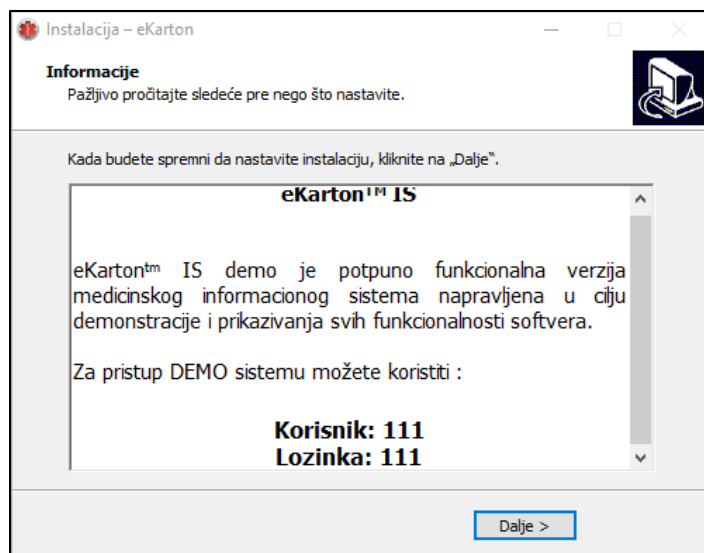 Instalacija – eKarton
Informacije
Pažljivo pročitajte sledeće pre nego što nastavite.
Kada budete spremni da nastavite instalaciju, kliknite na „Dalje“.
eKarton™ IS
eKarton™ IS demo je potpuno funkcionalna verzija
medicinskog informacionog sistema napravljena u cilju
demonstracije i prikazivanja svih funkcionalnosti softvera.
Za pristup DEMO sistemu možete koristiti :
Korisnik: 111
Lozinka: 111
Dalje >